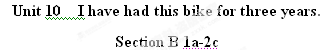 Unit 10 I have had this bike for three years.
Section B 1a-2c